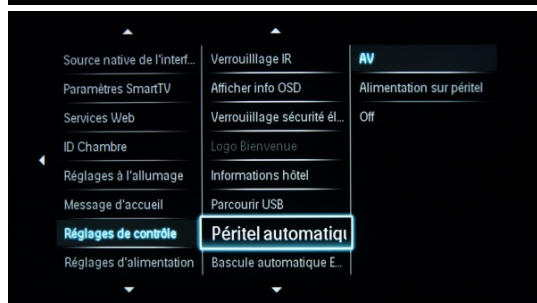 Source native de l'interf...
Paramètres SmartTV
Services Web
ID Chambre
Réglages à l'allumage
Message d'accueil
Réglages de contrôle
Réglages d'alimentation
Verrouilllage IR
Afficher info OSD
Verrouiillage sécurité él...
Logo Bienvenue
Informations hôtel
Parcourir USB
Péritel automatiqu
Bascule automatique E...
AV
Alimentation sur péritel
Off